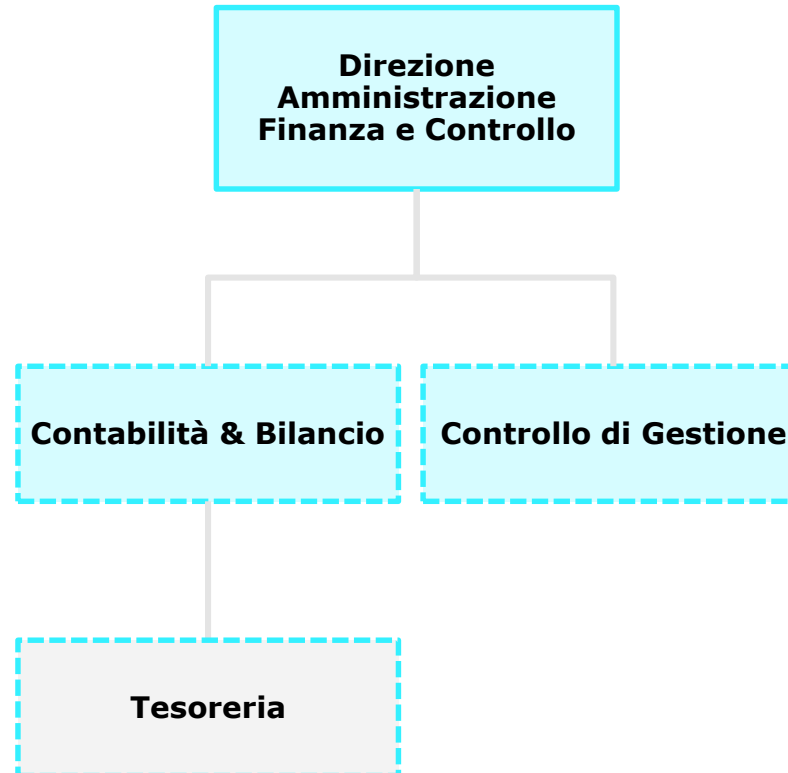 Direzione
Amministrazione
Finanza e Controllo
Contabilità & Bilancio
Controllo di Gestione
Tesoreria